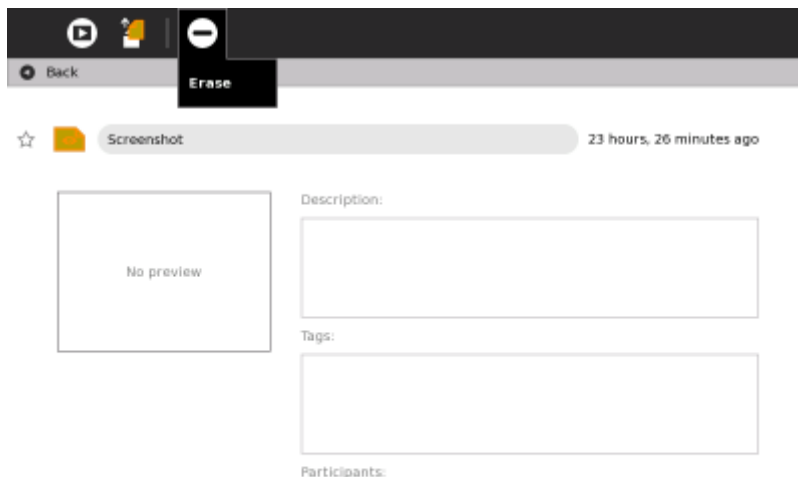 Erase
Back
Screenshot
23 hours, 26 minutes ago
Description:
No preview
Tags:
Participants: